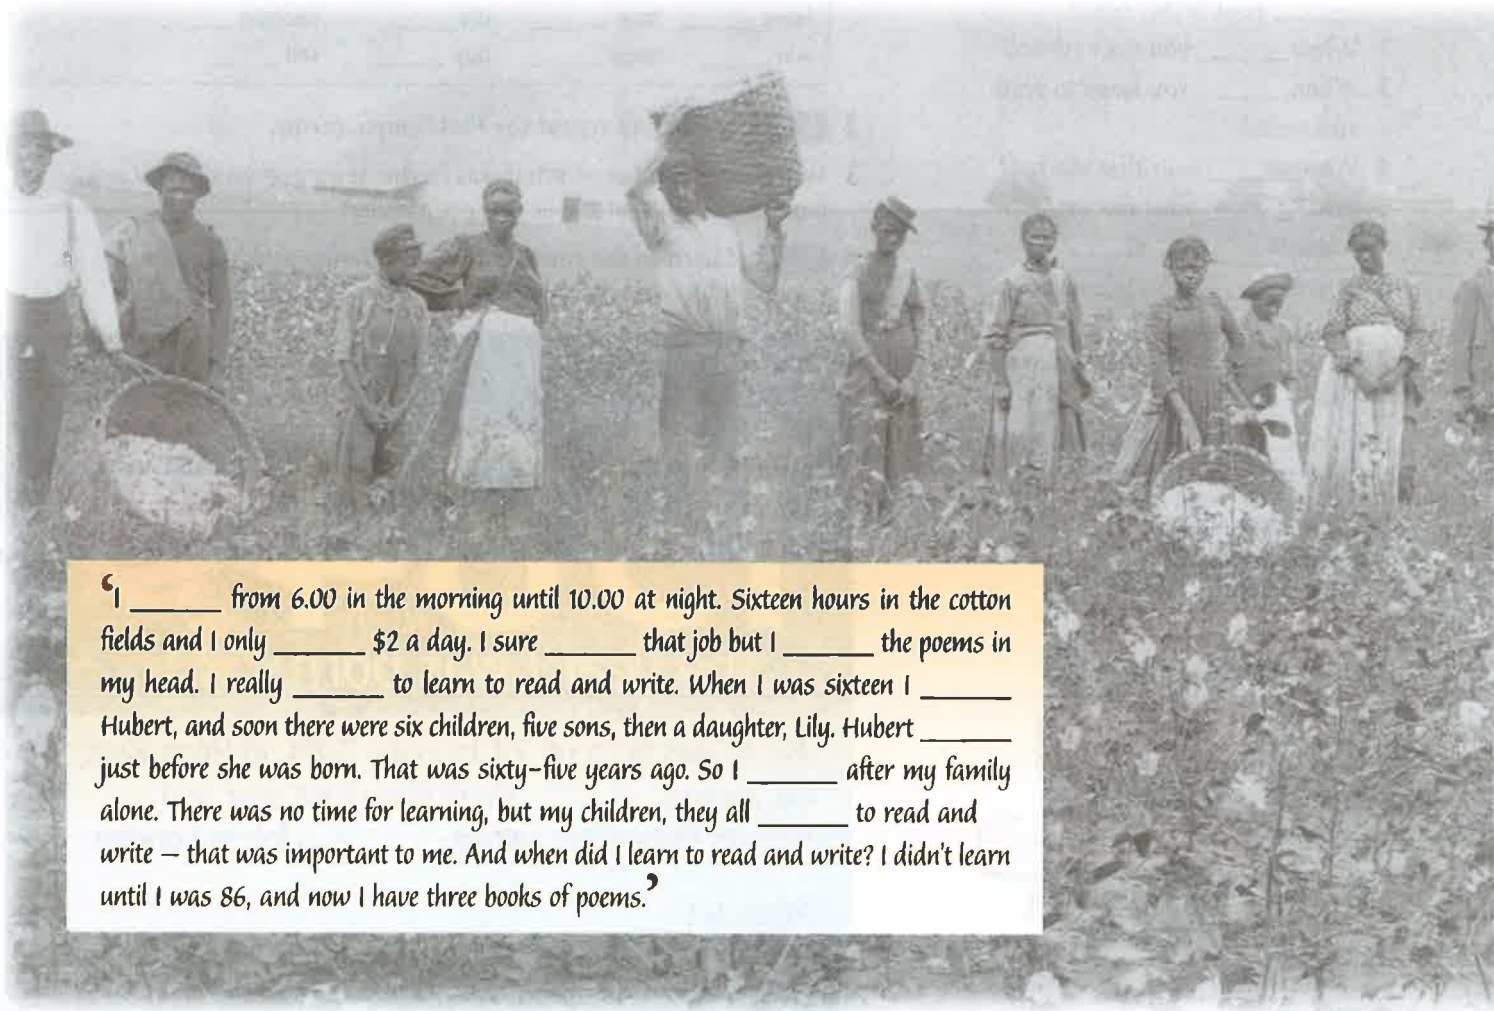 ‘I ______ from 6.00 in the morning until 10.00 at night. Sixteen hours in the cotton
fields and I only ______ $2 a day. I sure ______ that job but I ______ the poems in
my head. I really ______ to learn to read and write. When I was sixteen I ______
Hubert, and soon there were six children, five sons, then a daughter, Lily. Hubert ______
just before she was born. That was sixty–five years ago. So I ______ after my family
alone. There was no time for learning, but my children, they all ______ to read and
write – that was important to me. And when did I learn to read and write? I didn't learn
until I was 86, and now I have three books of poems.’